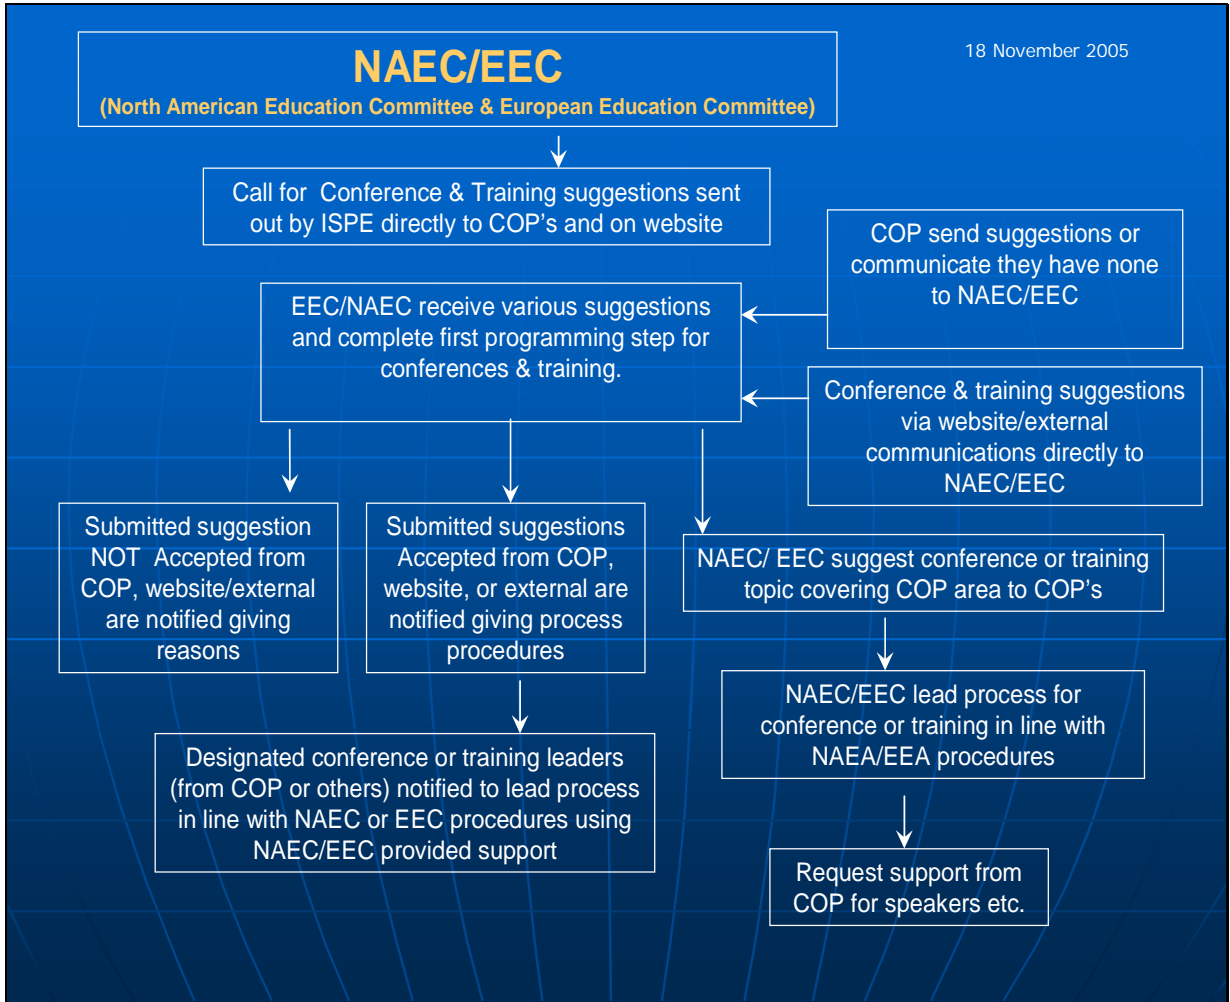 NAEC/EEC
(North American Education Committee & European Education Committee)
18 November 2005
Call for Conference & Training suggestions sent
out by ISPE directly to COP's and on website
COP send suggestions or
communicate they have none
to NAEC/EEC
EEC/NAEC receive various suggestions
and complete first programming step for
conferences & training.
Conference & training suggestions
via website/external
communications directly to
NAEC/EEC
Submitted suggestion
NOT Accepted from
COP, website/external
are notified giving
reasons
Submitted suggestions
Accepted from COP,
website, or external are
notified giving process
procedures
NAEC/ EEC suggest conference or training
topic covering COP area to COP's
NAEC/EEC lead process for
conference or training in line with
NAEA/EEA procedures
Designated conference or training leaders
(from COP or others) notified to lead process
in line with NAEC or EEC procedures using
NAEC/EEC provided support
Request support from
COP for speakers etc.